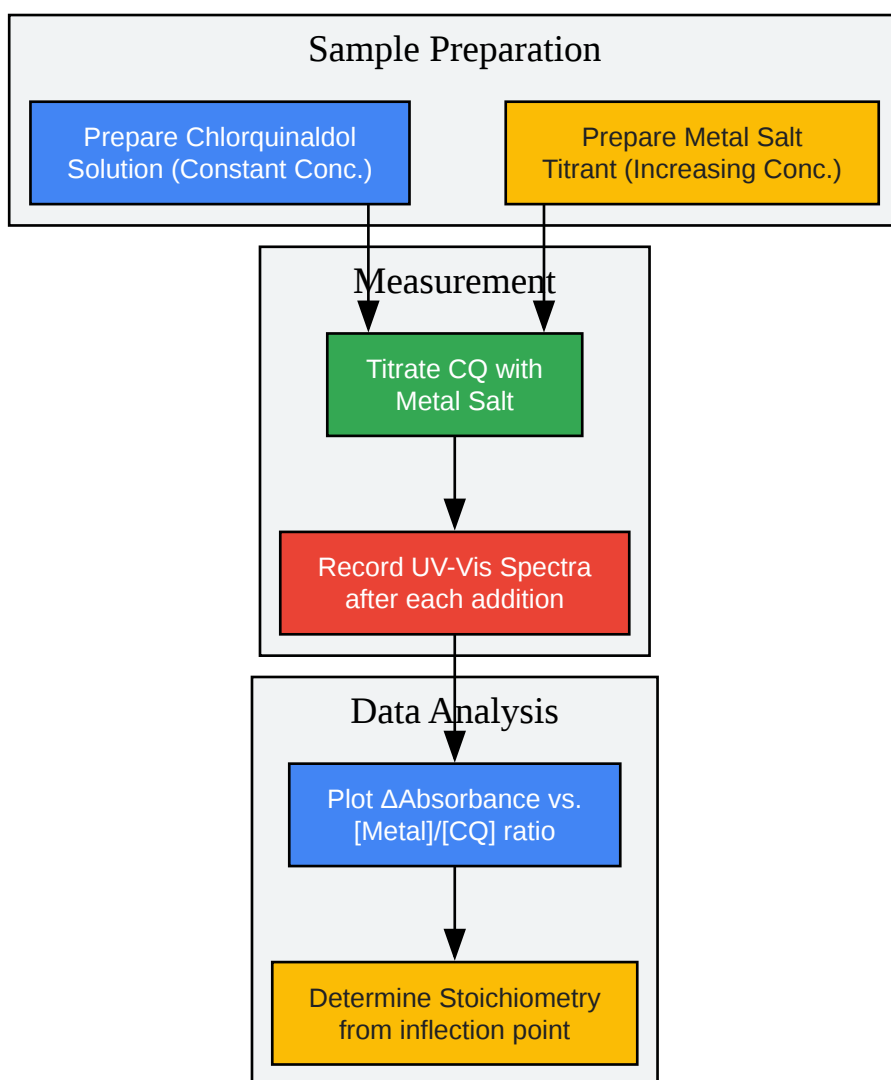 Sample Preparation
Prepare Chlorquinaldol
Solution (Constant Conc.)
Prepare Metal Salt
Titrant (Increasing Conc.)
Measurement
Titrate CQ with
Metal Salt
Record UV-Vis Spectra
after each addition
Data Analysis
Plot ΔAbsorbance vs.
[Metal]/[CQ] ratio
Determine Stoichiometry
from inflection point